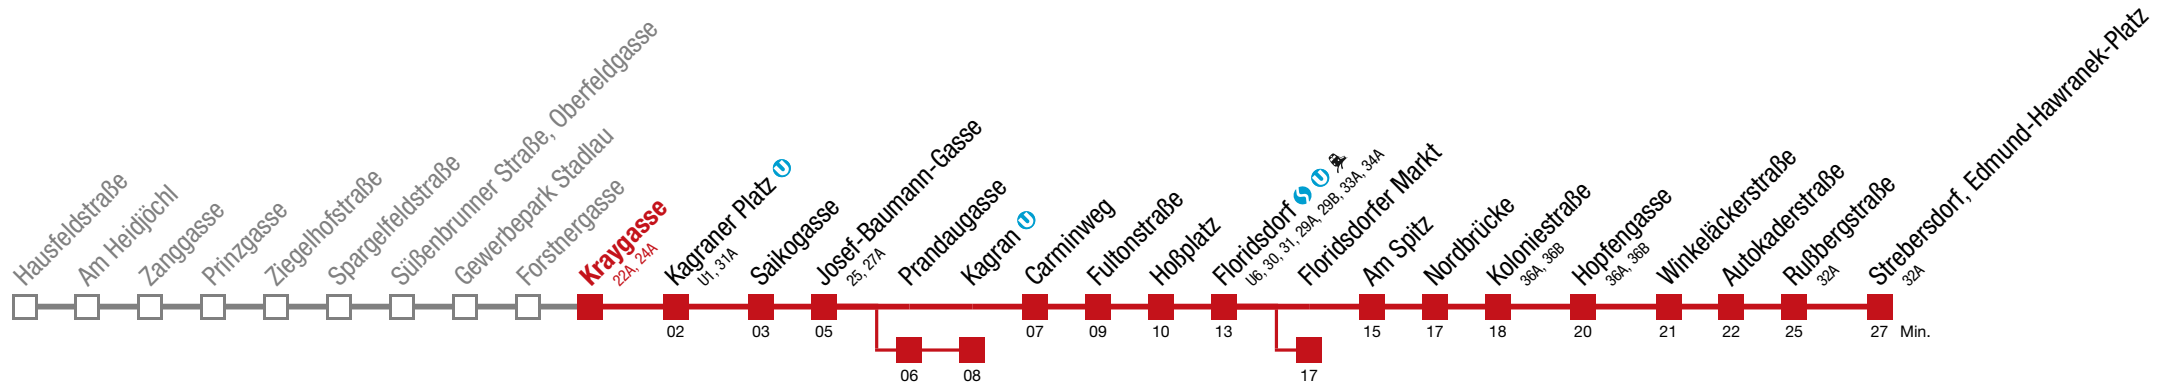 Hausfeldstraße
Am Heidjöchl
Zanggasse
Prinzgasse
Ziegelhofstraße
Spargelfeldstraße
Süßenbrunner Straße, Oberfeldgasse
Gewerbepark Stadlau
Forstnergasse
Kraygasse
22A, 24A
Kagraner Platz U
U1, 31A
Saikogasse
Josef-Baumann-Gasse
25, 27A
Prandaugasse
Kagran U
Carminweg
Fultonstraße
Hoßplatz
Floridsdorf S U
U6, 30, 31, 29A, 29B, 33A, 34A
Floridsdorfer Markt
Am Spitz
Nordbrücke
Koloniestraße
36A, 36B
Hopfengasse
36A, 36B
Winkeläckerstraße
Autokaderstraße
Rußbergstraße
32A
Strebersdorf, Edmund-Hawranek-Platz
32A
02 03 05 07 09 10 13 15 17 18 20 21 22 25 27 Min.
06 08 17